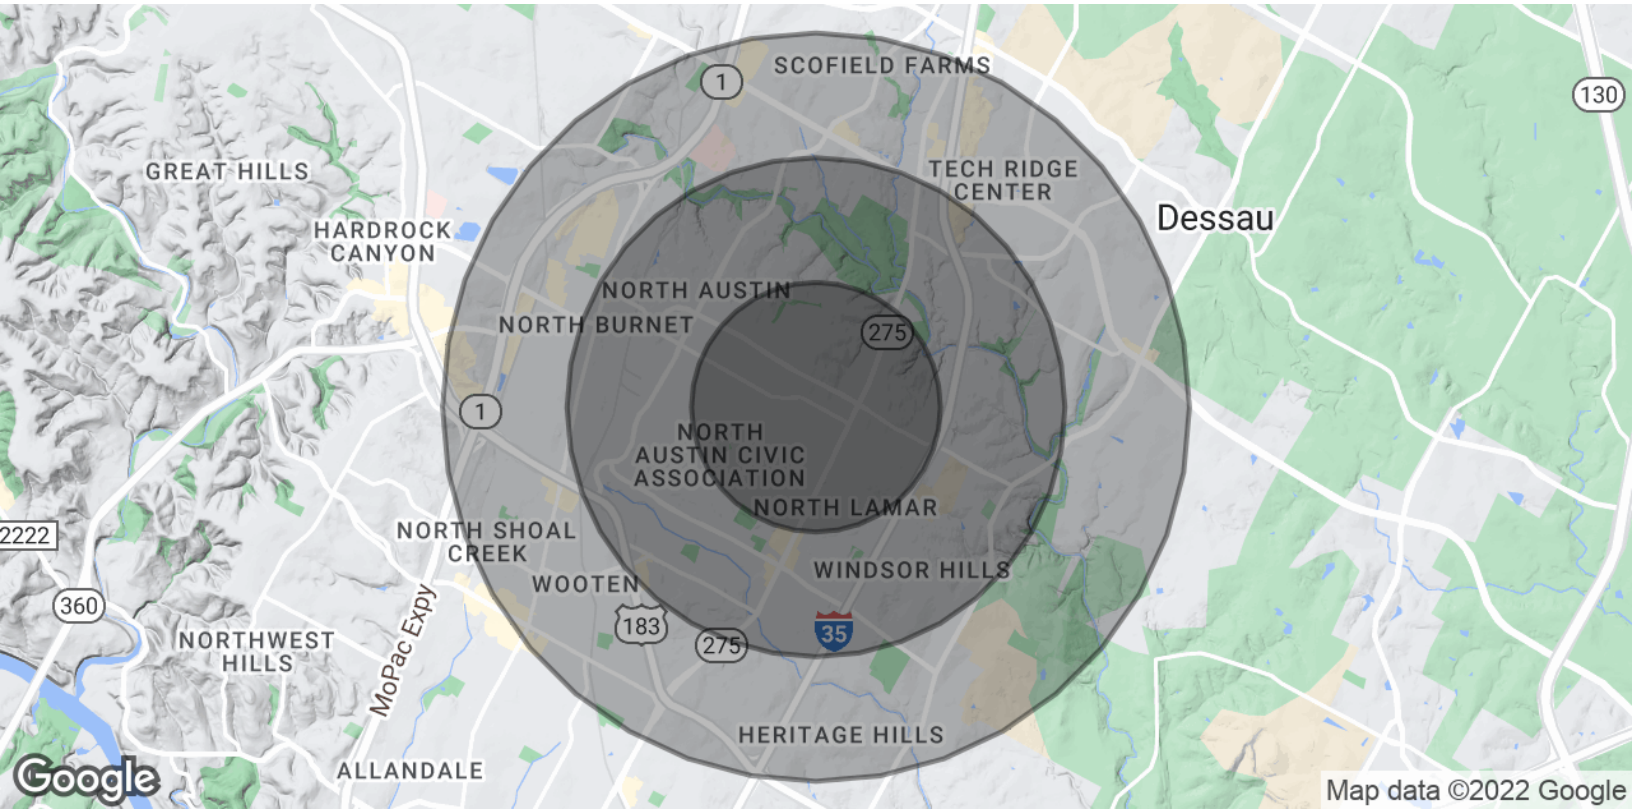 SCOFIELD FARMS
1
130
TECH RIDGE
CENTER
GREAT HILLS
Dessau
HARDROCK
CANYON
NORTH AUSTIN
NORTH BURNET
275
1
NORTH
AUSTIN CIVIC
ASSOCIATION
NORTH LAMAR
2222
NORTH SHOAL
CREEK
WINDSOR HILLS
WOOTEN
360
183
35
275
NORTHWEST
HILLS
MoPac Expy
HERITAGE HILLS
ALLANDALE
Google
Map data ©2022 Google